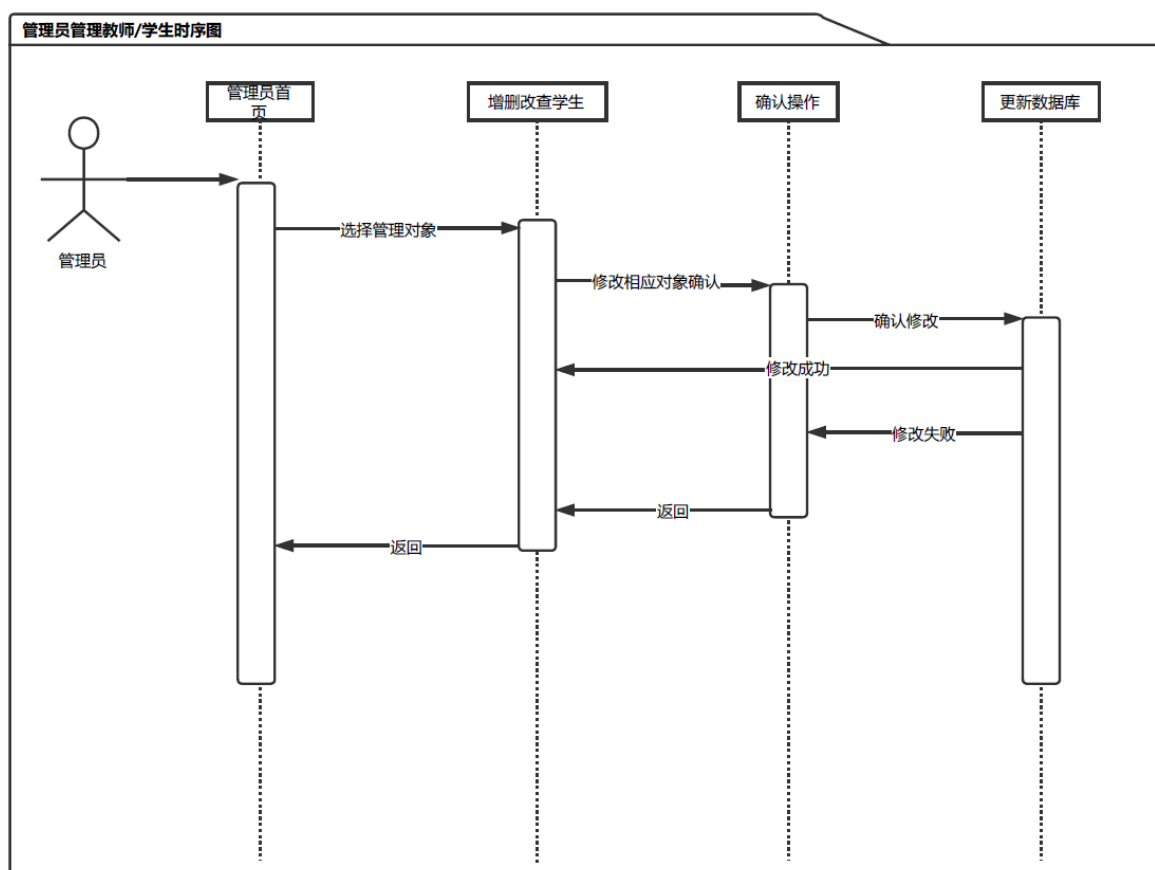 管理员管理教师/学生时序图
管理员首
页
增删改查学生
确认操作
更新数据库
管理员
选择管理对象
修改相应对象确认
确认修改
修改成功
修改失败
返回
返回